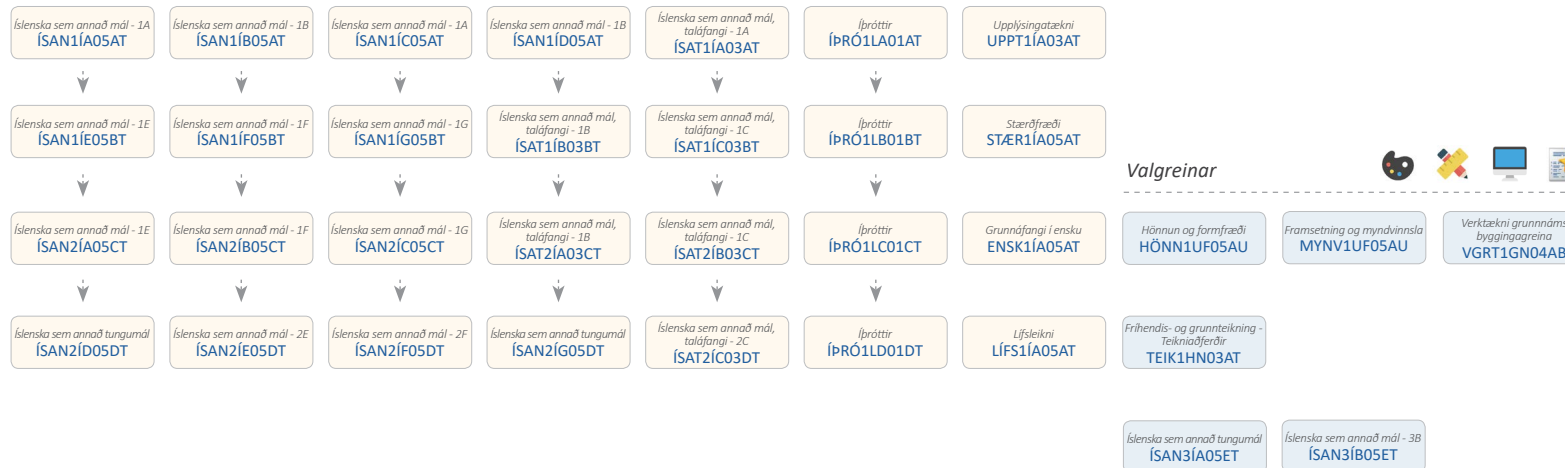 Íslenska sem annað mál - 1A
ÍSAN1ÍA05AT
Íslenska sem annað mál - 1B
ÍSAN1ÍB05AT
Íslenska sem annað mál - 1A
ÍSAN1ÍC05AT
Íslenska sem annað mál - 1B
ÍSAN1ÍD05AT
Íslenska sem annað mál,
taláfangi - 1A
ÍSAT1ÍA03AT
Íþróttir
ÍÞRÓ1LA01AT
Upplýsingatækni
UPPT1ÍA03AT
Íslenska sem annað mál - 1E
ÍSAN1ÍE05BT
Íslenska sem annað mál - 1F
ÍSAN1ÍF05BT
Íslenska sem annað mál - 1G
ÍSAN1ÍG05BT
Íslenska sem annað mál,
taláfangi - 1B
ÍSAT1ÍB03BT
Íslenska sem annað mál,
taláfangi - 1C
ÍSAT1ÍC03BT
Íþróttir
ÍÞRÓ1LB01BT
Stærðfræði
STÆR1ÍA05AT
Valgreinar
Íslenska sem annað mál - 1E
ÍSAN2ÍA05CT
Íslenska sem annað mál - 1F
ÍSAN2ÍB05CT
Íslenska sem annað mál - 1G
ÍSAN2ÍC05CT
Íslenska sem annað mál,
taláfangi - 1B
ÍSAT2ÍA03CT
Íslenska sem annað mál,
taláfangi - 1C
ÍSAT2ÍB03CT
Íþróttir
ÍÞRÓ1LC01CT
Grunnáfangi í ensku
ENSK1ÍA05AT
Hönnun og formfræði
HÖNN1UF05AU
Framsetning og myndvinnsla
MYNV1UF05AU
Verktækni grunnnáms
byggingagreina
VGRT1GN04AB
Íslenska sem annað tungumál
ÍSAN2ÍD05DT
Íslenska sem annað mál - 2E
ÍSAN2ÍE05DT
Íslenska sem annað mál - 2F
ÍSAN2ÍF05DT
Íslenska sem annað tungumál
ÍSAN2ÍG05DT
Íslenska sem annað mál,
taláfangi - 2C
ÍSAT2ÍC03DT
Íþróttir
ÍÞRÓ1LD01DT
Lífsleikni
LÍFS1ÍA05AT
Fríhendis- og grunnteikning -
Teikniaðferðir
TEIK1HN03AT
Íslenska sem annað tungumál
ÍSAN3ÍA05ET
Íslenska sem annað mál - 3B
ÍSAN3ÍB05ET